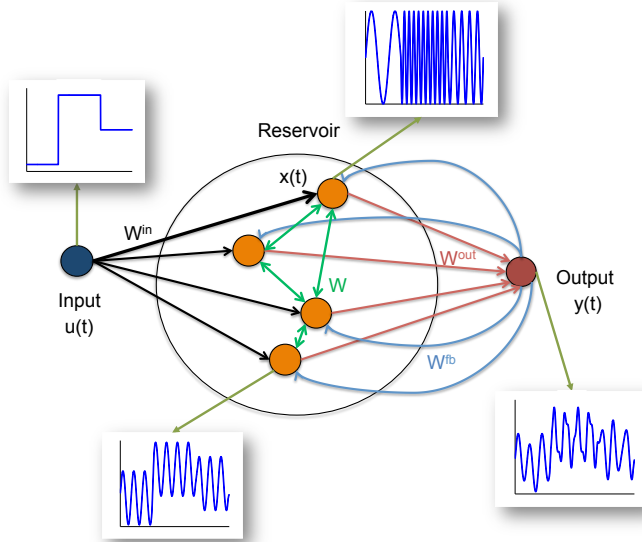 Reservoir
x(t)
W^in
W^out
W
Input
u(t)
Output
y(t)
W^fb